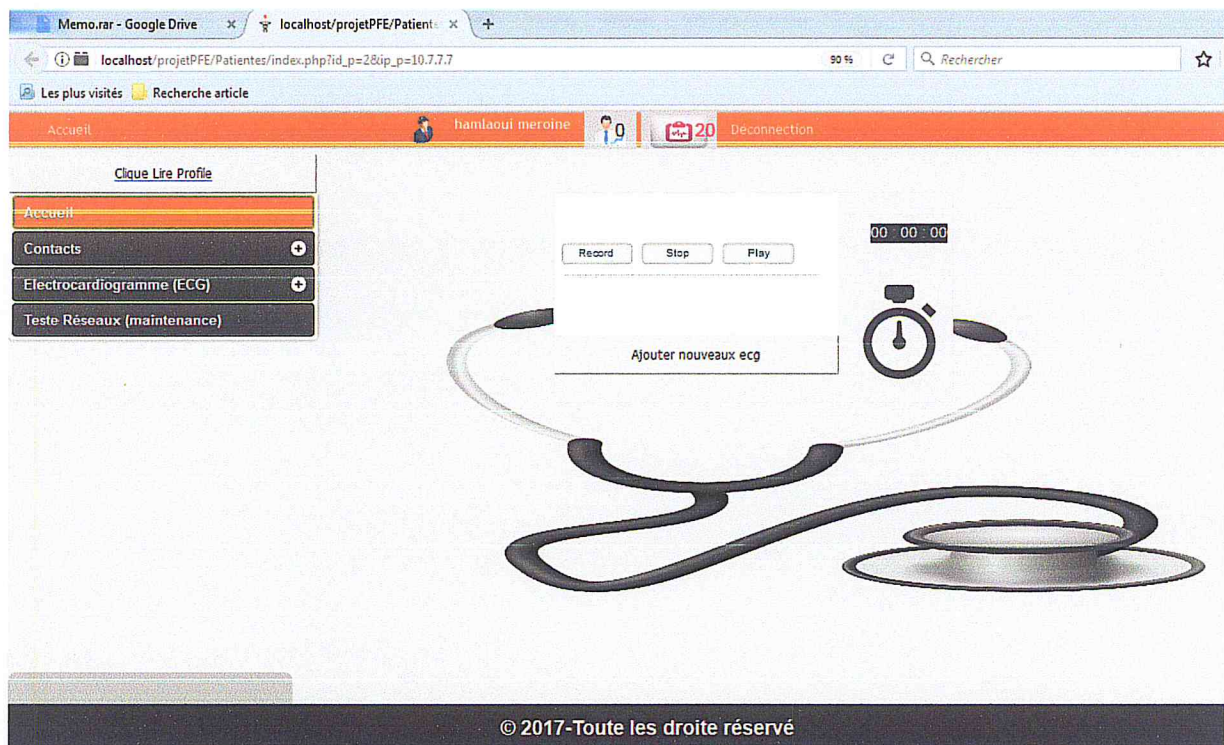 Memo.rar - Google Drive × localhost/projetPFE/Patiente × +
localhost/projetPFE/Patientes/index.php?id_p=2&ip_p=10.7.7.7 90 % Rechercher
Les plus visités Recherche article
Accueil hamlaoui meroine 0 20 Déconnection
Clique Lire Profile
Accueil
Contacts
Electrocardiogramme (ECG)
Teste Réseaux (maintenance)
Record Stop Play
00 : 00 : 00
Ajouter nouveaux ecg
© 2017-Toute les droite réservé